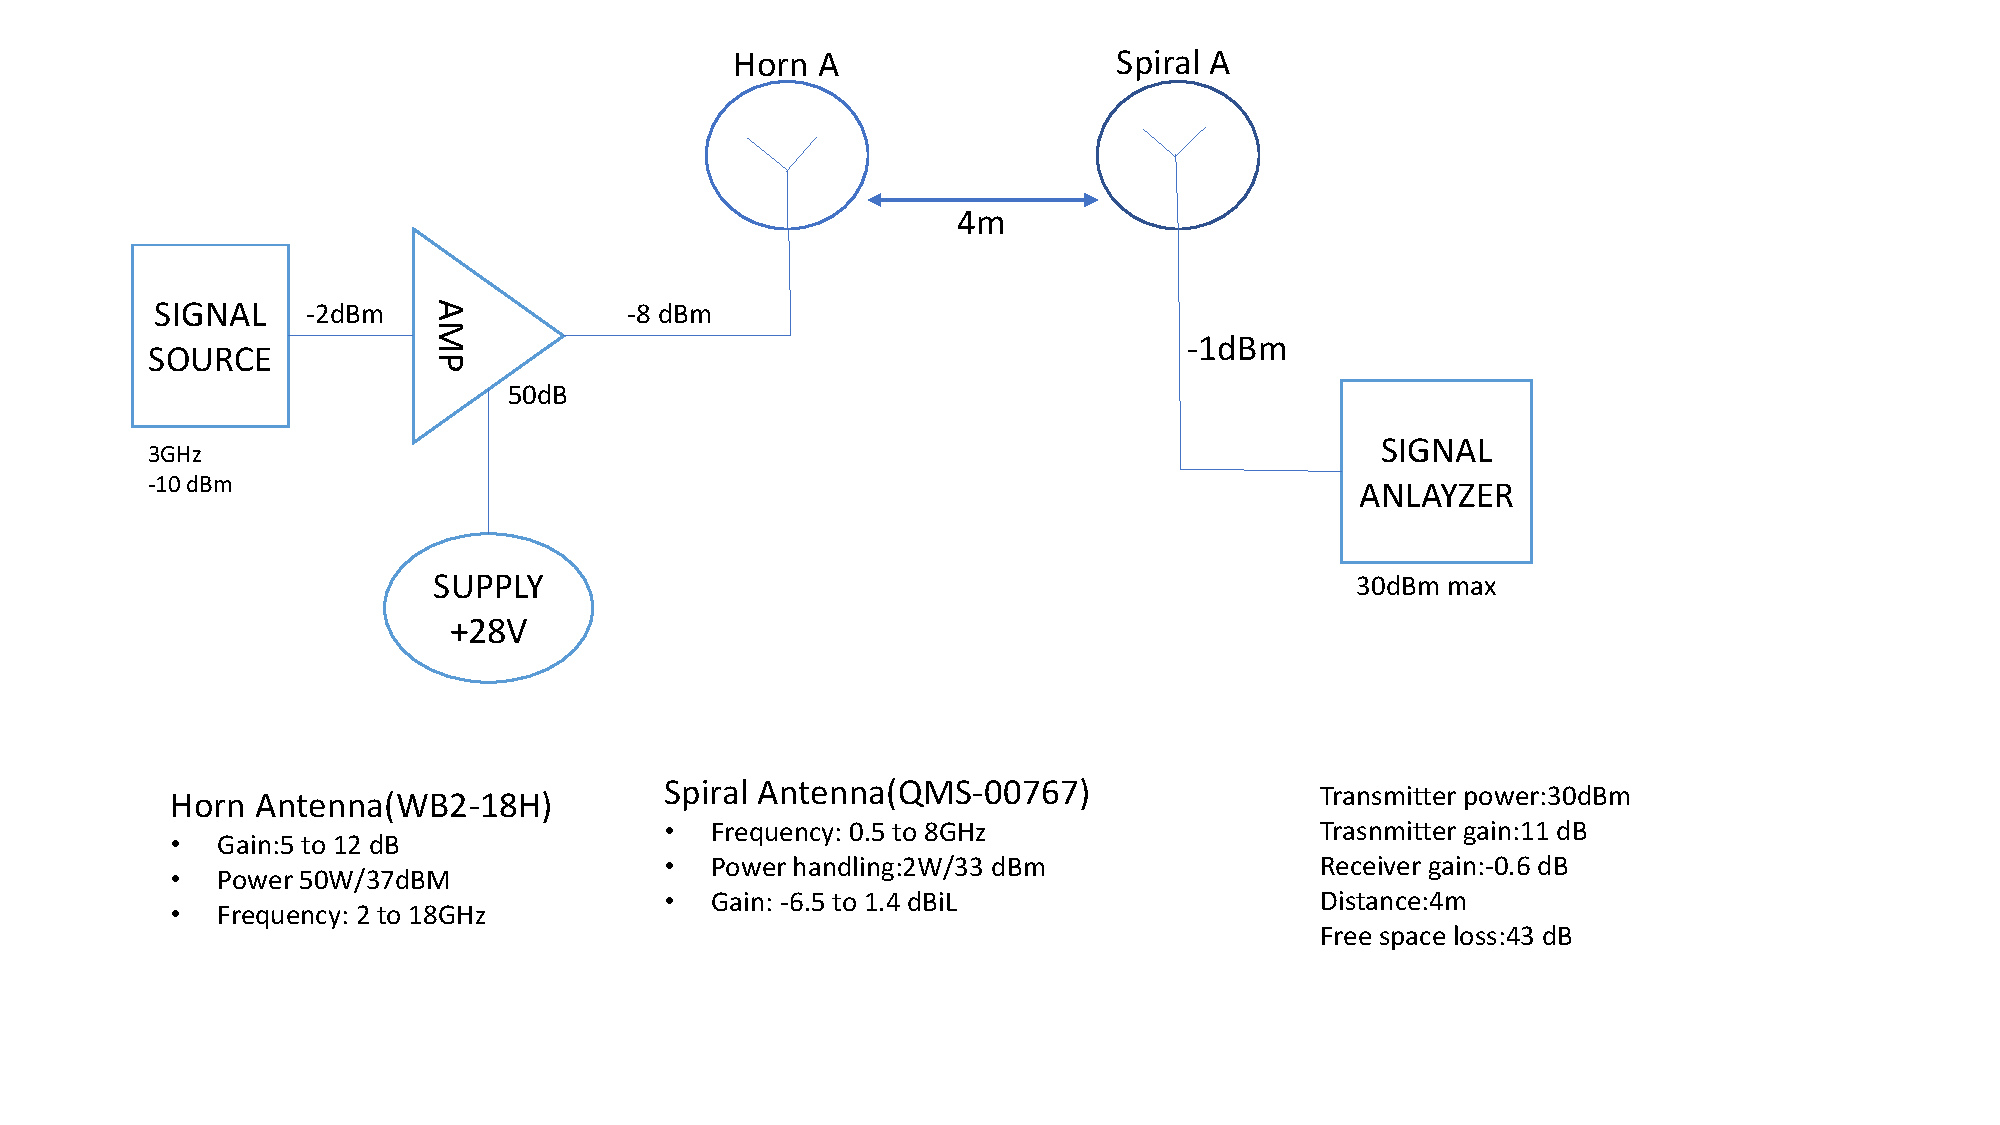 Horn A
Spiral A
4m
SIGNAL
SOURCE
-2dBm
AMP
50dB
-8 dBm
-1dBm
3GHz
-10 dBm
SIGNAL
ANLAYZER
30dBm max
SUPPLY
+28V
Horn Antenna(WB2-18H)
• Gain:5 to 12 dB
• Power 50W/37dBM
• Frequency: 2 to 18GHz
Spiral Antenna(QMS-00767)
• Frequency: 0.5 to 8GHz
• Power handling:2W/33 dBm
• Gain: -6.5 to 1.4 dBiL
Transmitter power:30dBm
Trasnmitter gain:11 dB
Receiver gain:-0.6 dB
Distance:4m
Free space loss:43 dB